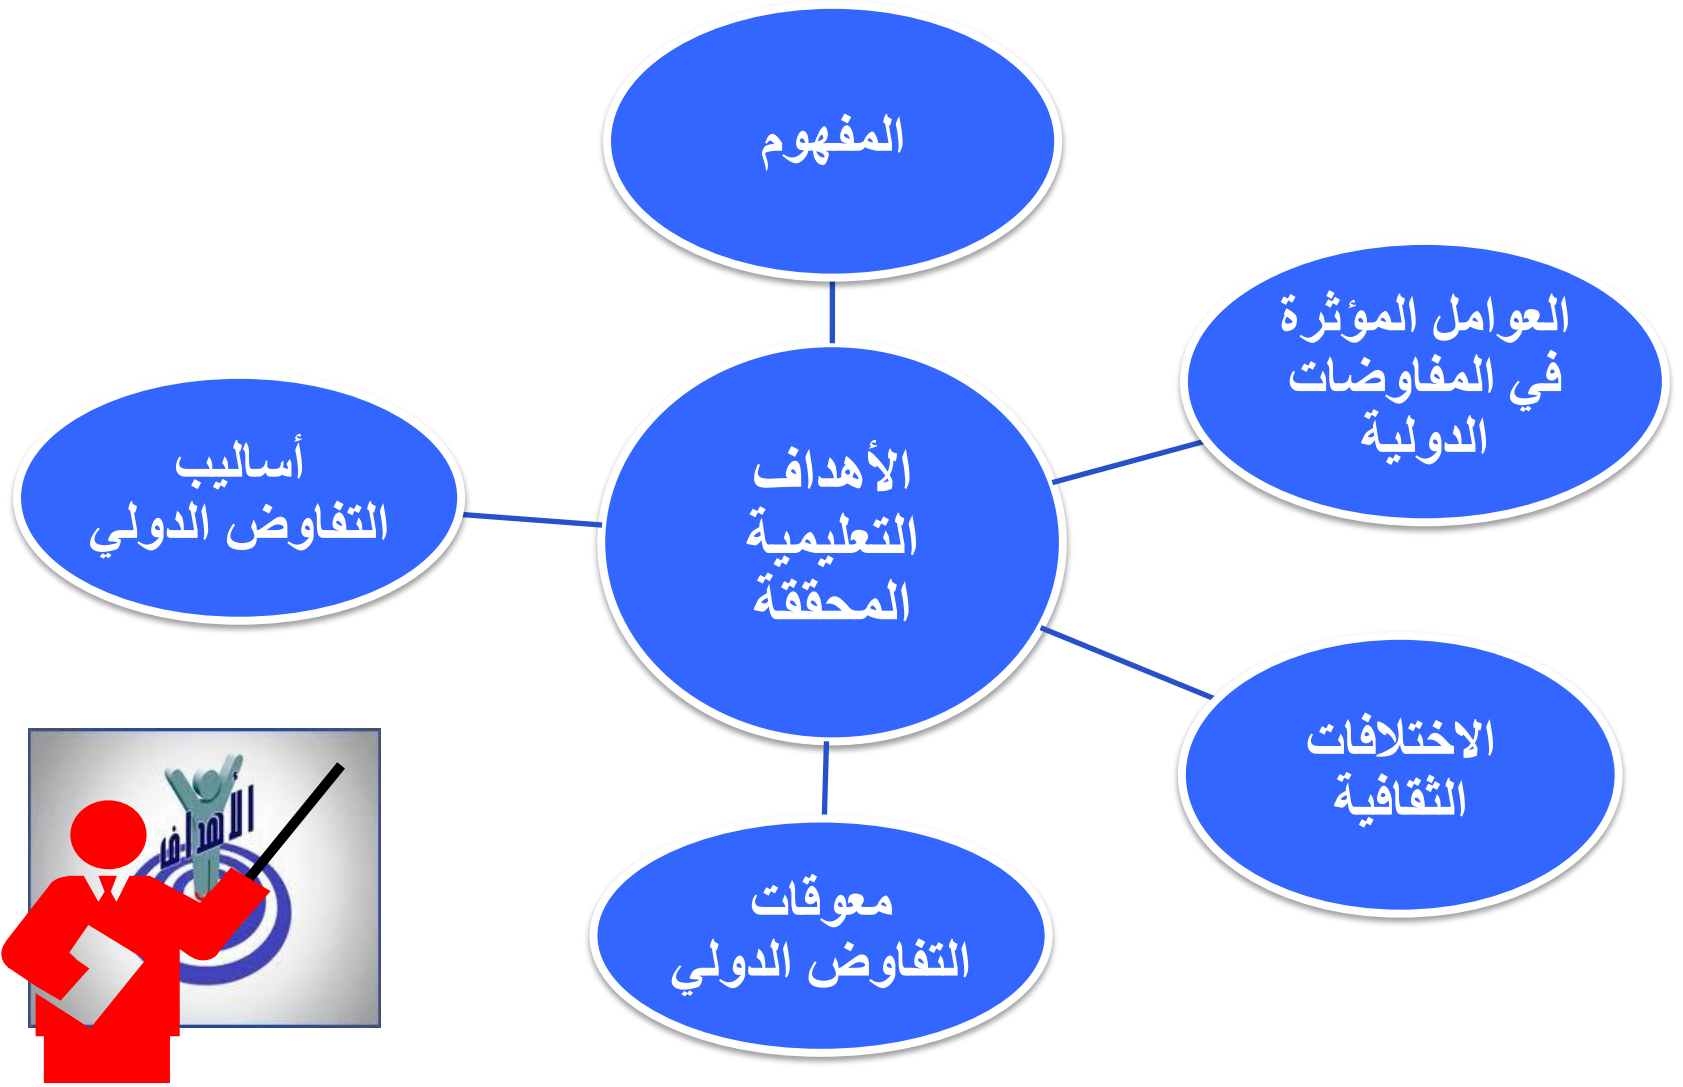 المفهوم
العوامل المؤثرة
في المفاوضات
الدولية
الأهداف
التعليمية
المحققة
أساليب
التفاوض الدولي
الاختلافات
الثقافية
معوقات
التفاوض الدولي
الأهداف